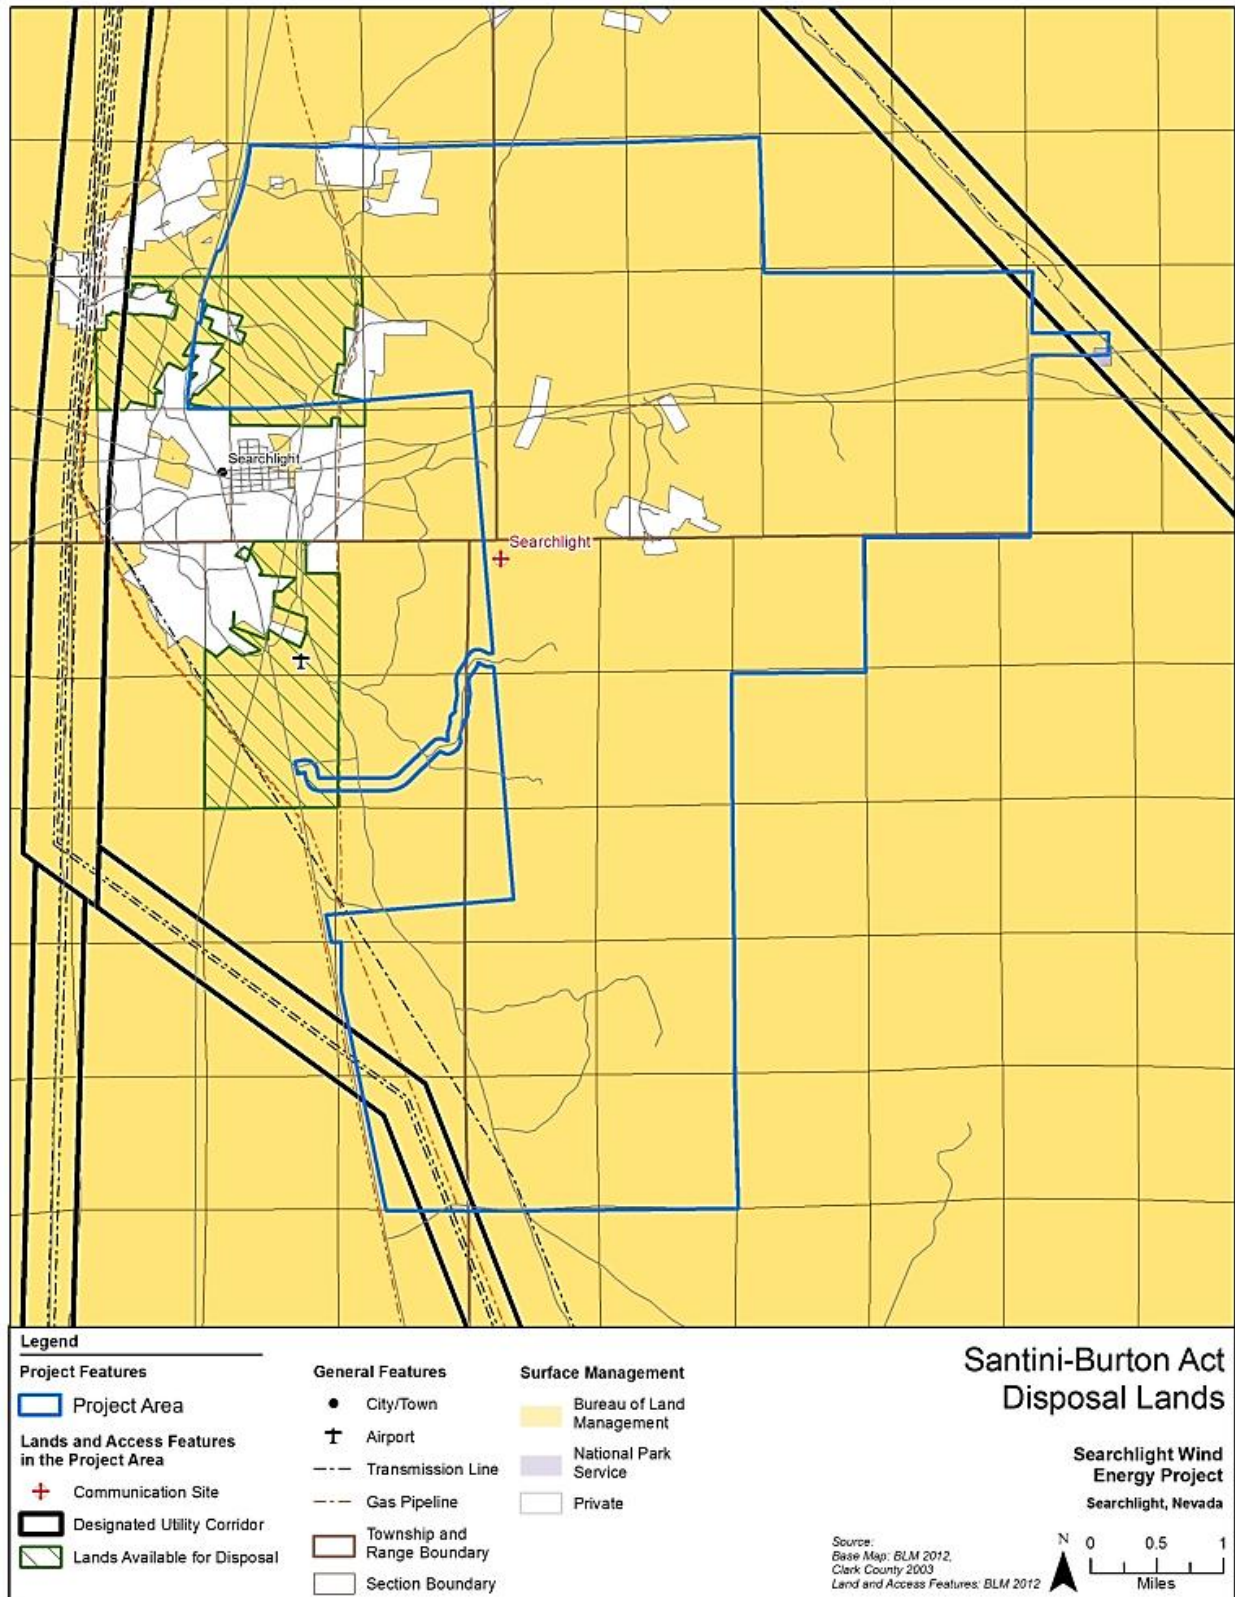 Searchlight
Searchlight
Legend
Project Features
Project Area
Lands and Access Features
in the Project Area
Communication Site
Designated Utility Corridor
Lands Available for Disposal
General Features
City/Town
Airport
Transmission Line
Gas Pipeline
Township and
Range Boundary
Section Boundary
Surface Management
Bureau of Land
Management
National Park
Service
Private
Santini-Burton Act
Disposal Lands
Searchlight Wind
Energy Project
Searchlight, Nevada
Source:
Base Map: BLM 2012,
Clark County 2003
Land and Access Features: BLM 2012
N
0 0.5 1
Miles